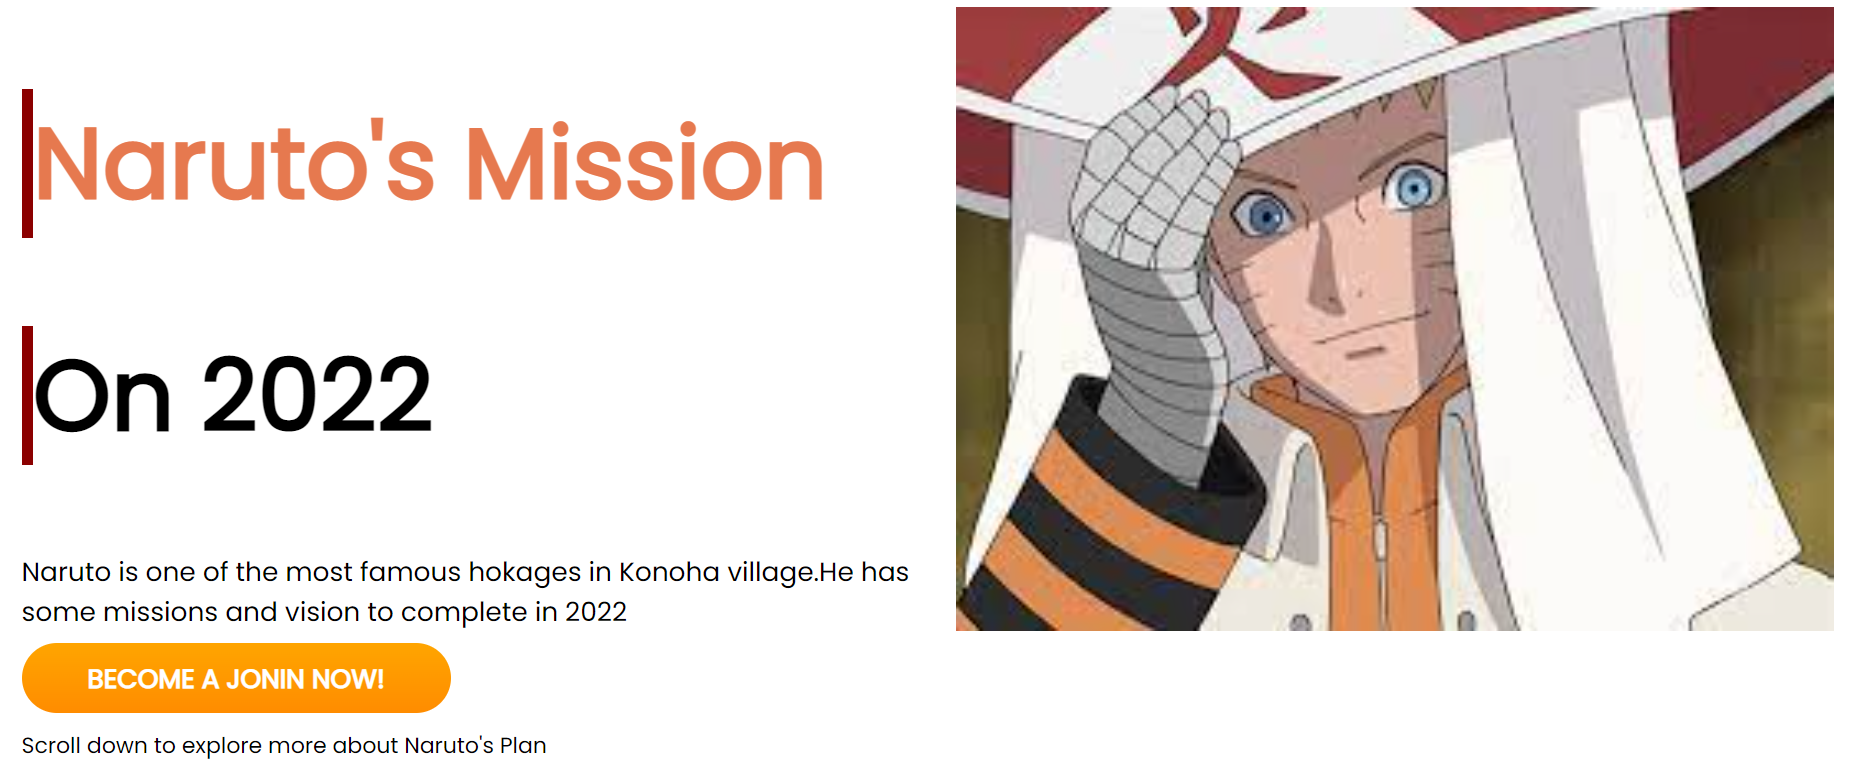 Naruto's Mission
On 2022
Naruto is one of the most famous hokages in Konoha village.He has
some missions and vision to complete in 2022
BECOME A JONIN NOW!
Scroll down to explore more about Naruto's Plan